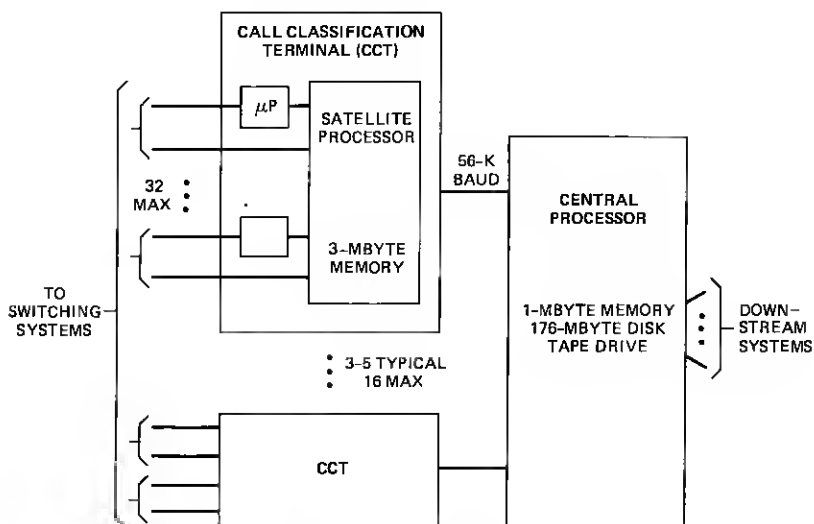 CALL CLASSIFICATION
TERMINAL (CCT)
μP
SATELLITE
PROCESSOR
3-MBYTE
MEMORY
32
MAX
TO
SWITCHING
SYSTEMS
56-K
BAUD
CENTRAL
PROCESSOR
1-MBYTE MEMORY
176-MBYTE DISK
TAPE DRIVE
DOWN-
STREAM
SYSTEMS
3-5 TYPICAL
16 MAX
CCT